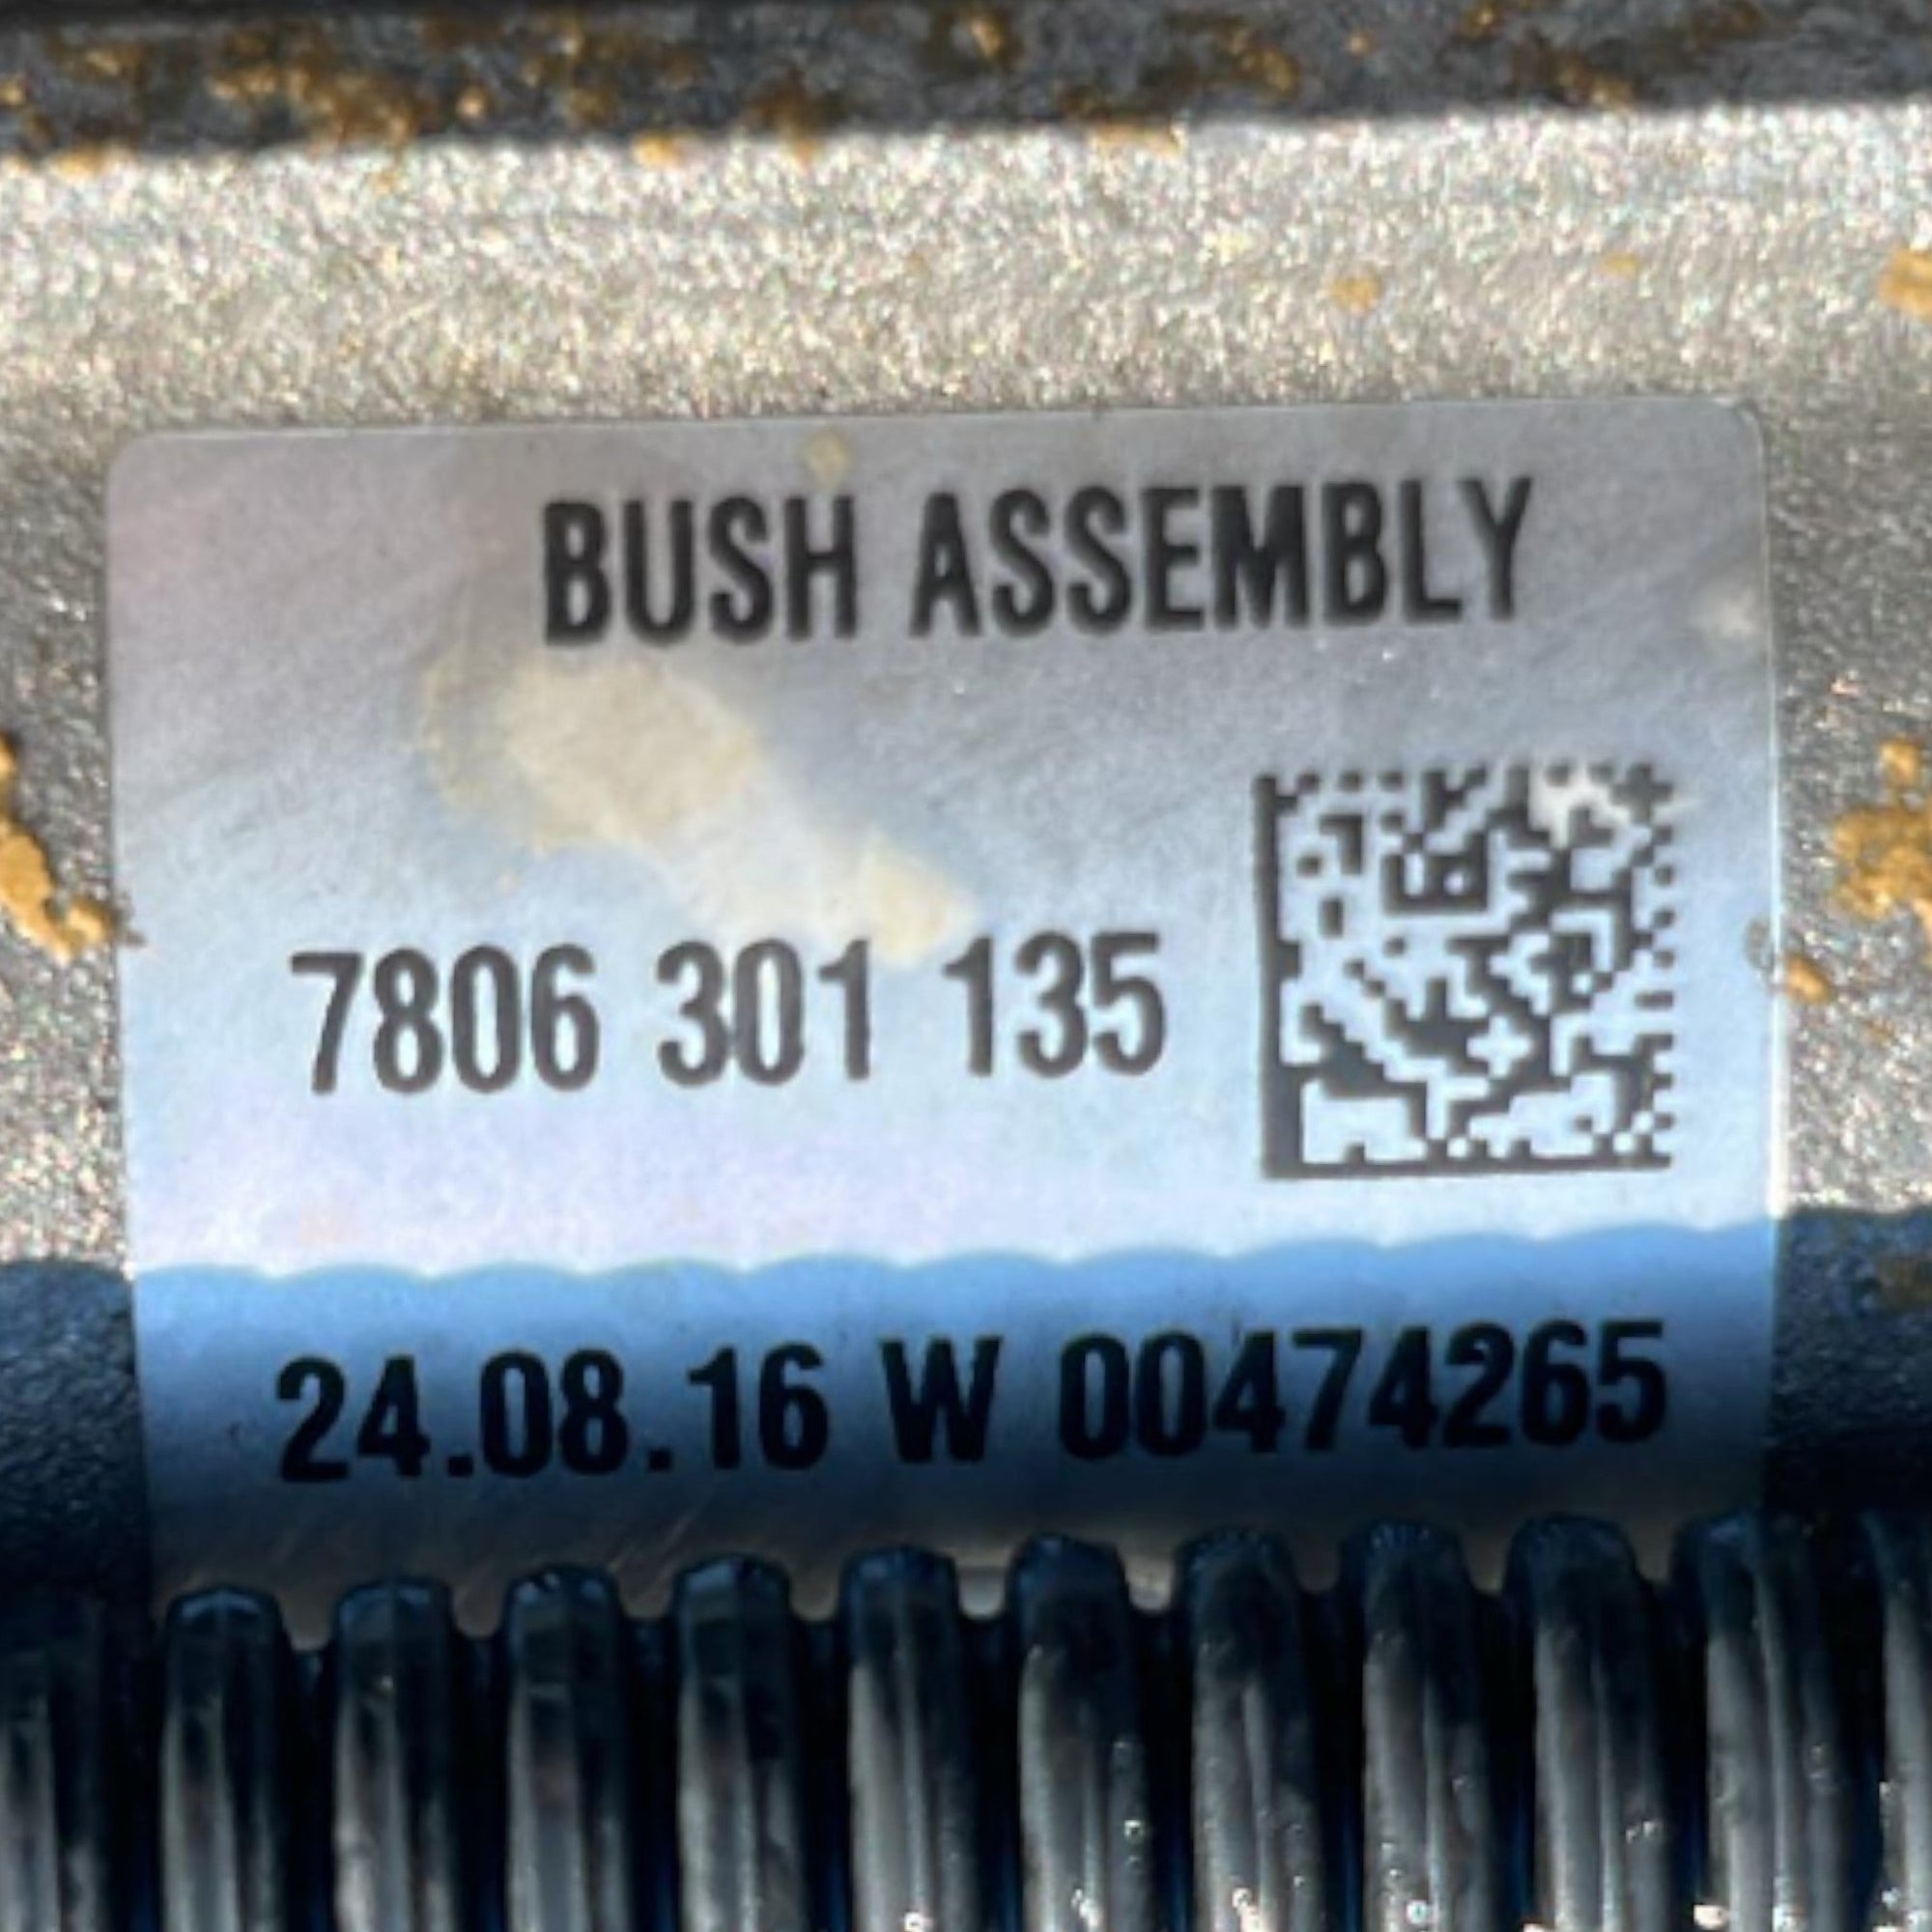 BUSH ASSEMBLY
7806 301 135
24.08.16 W 00474265